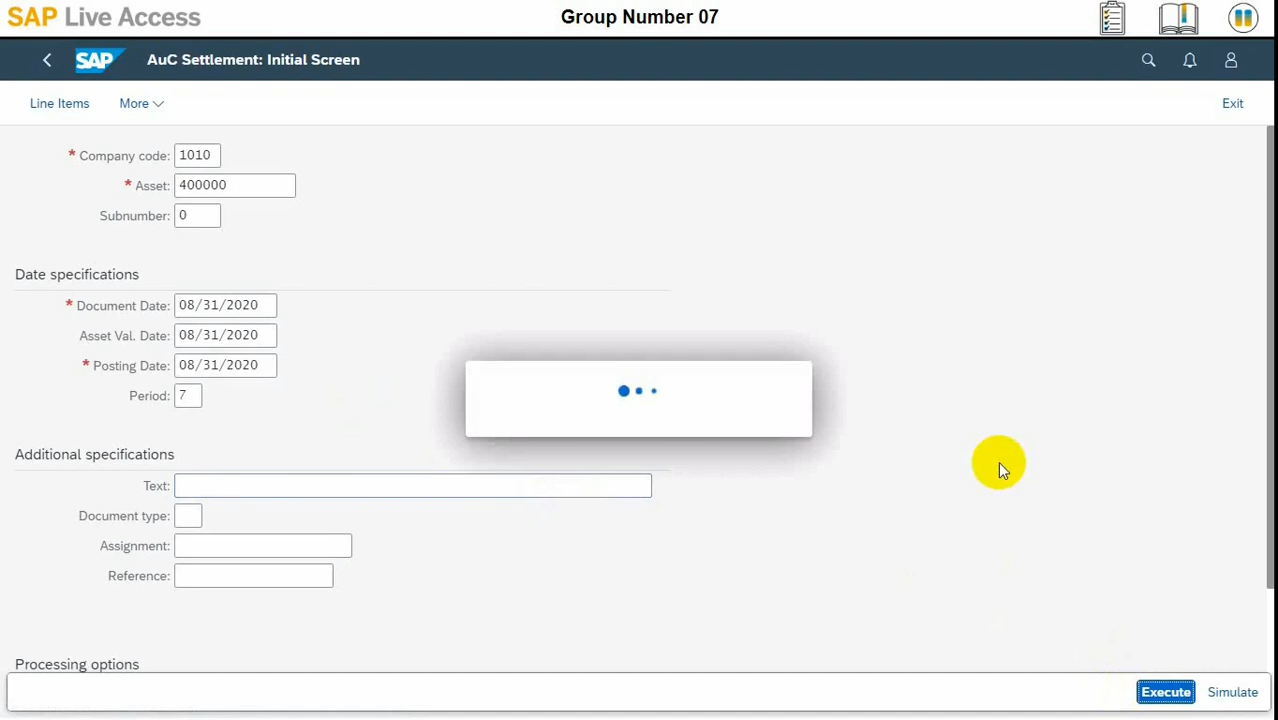 SAP Live Access
Group Number 07
SAP
AuC Settlement: Initial Screen
Line Items
More
Exit
* Company code: 1010
* Asset: 400000
Subnumber: 0
Date specifications
* Document Date: 08/31/2020
Asset Val. Date: 08/31/2020
* Posting Date: 08/31/2020
Period: 7
Additional specifications
Text:
Document type:
Assignment:
Reference:
Processing options
Execute
Simulate